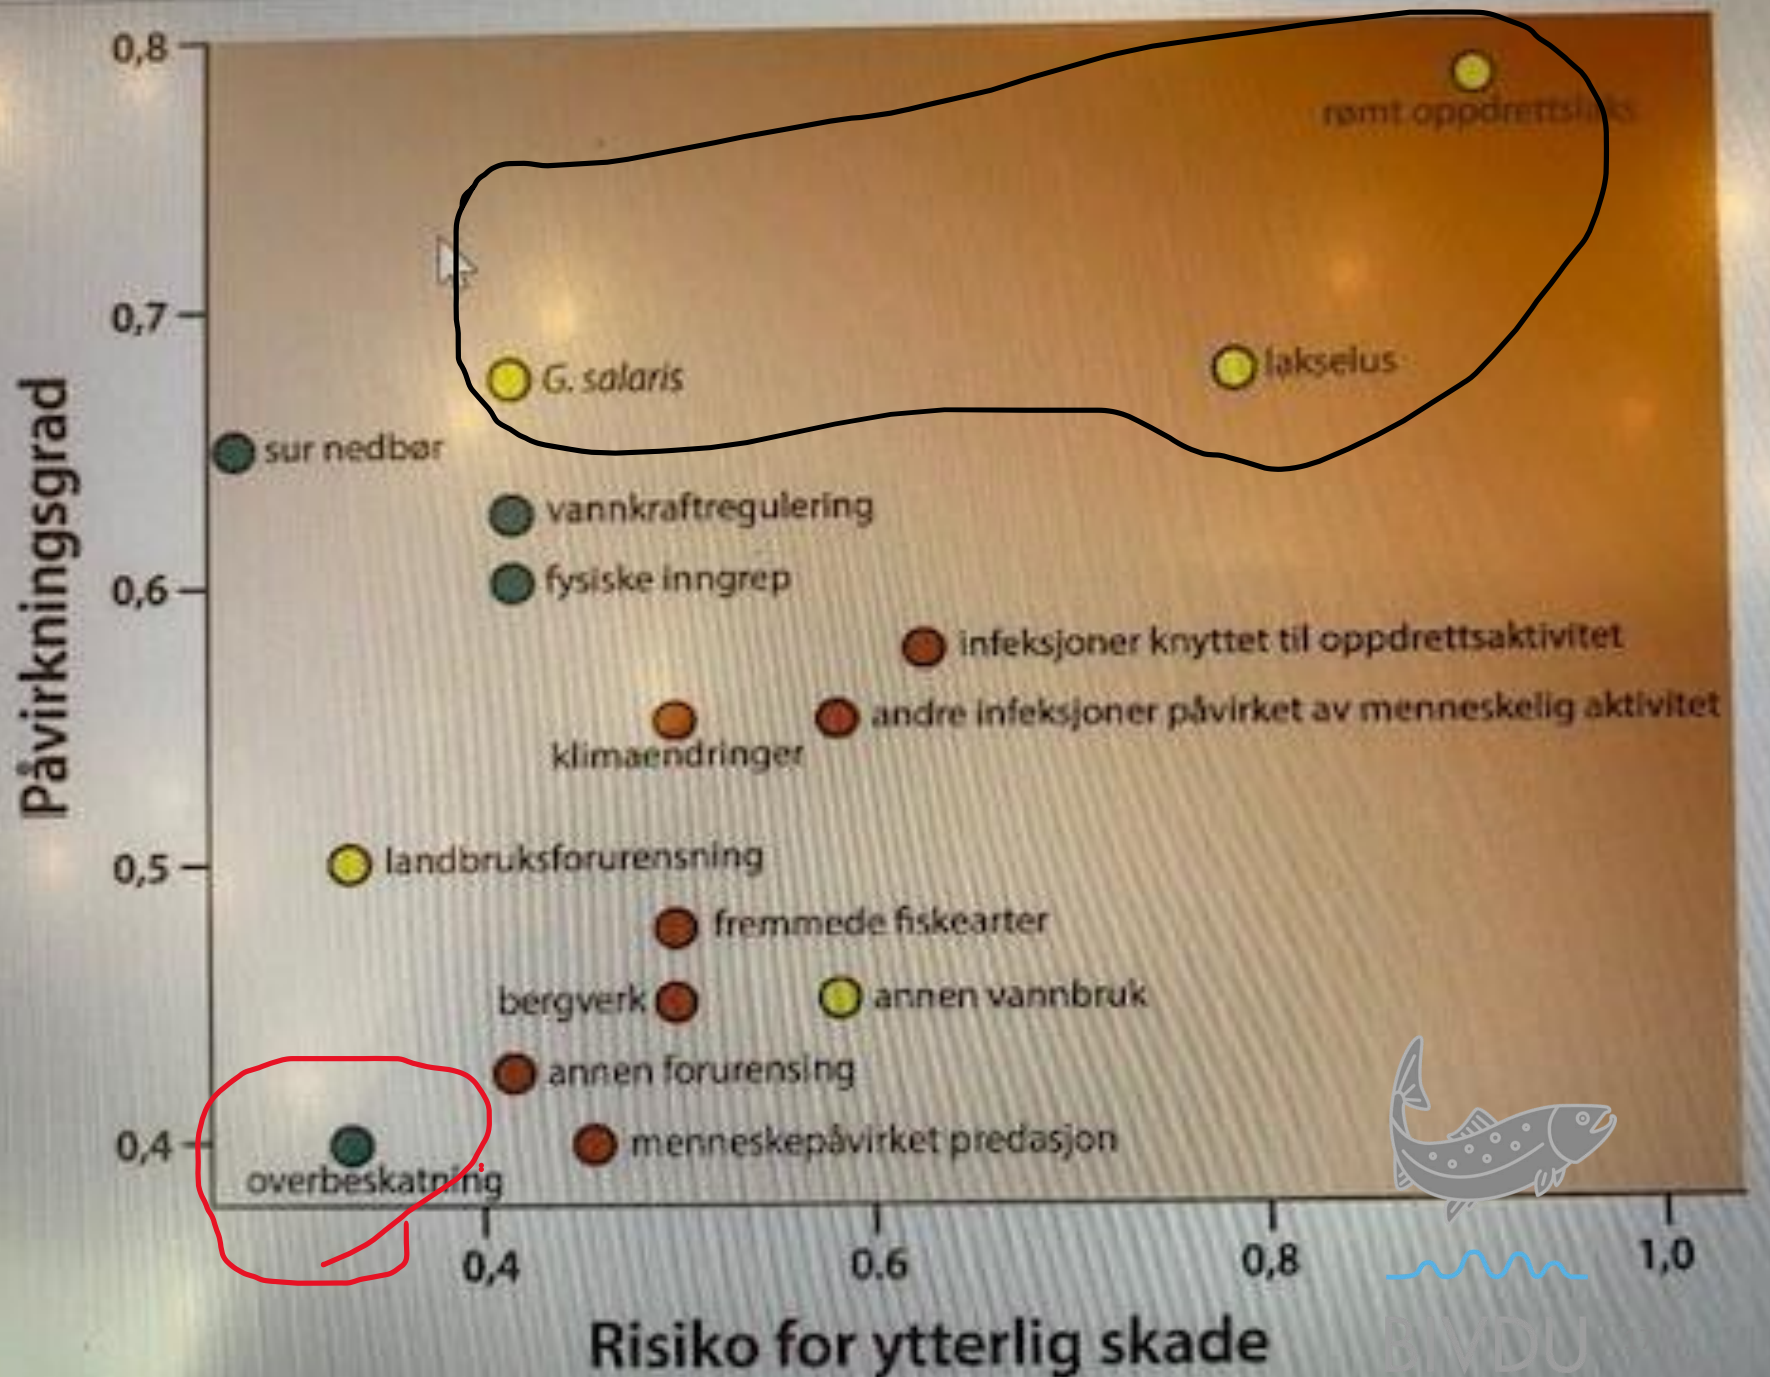 0,8
rømt oppdrettslaks
0,7
lakselus
G. salaris
sur nedbør
vannkraftregulering
fysiske inngrep
0,6
infeksjoner knyttet til oppdrettsaktivitet
andre infeksjoner påvirket av menneskelig aktivitet
klimaendringer
0,5
landbruksforurensning
fremmede fiskearter
bergverk
annen vannbruk
annen forurensing
0,4
menneskepåvirket predasjon
overbeskatning
Påvirkningsgrad
0,4
0.6
0,8
1,0
Risiko for ytterlig skade